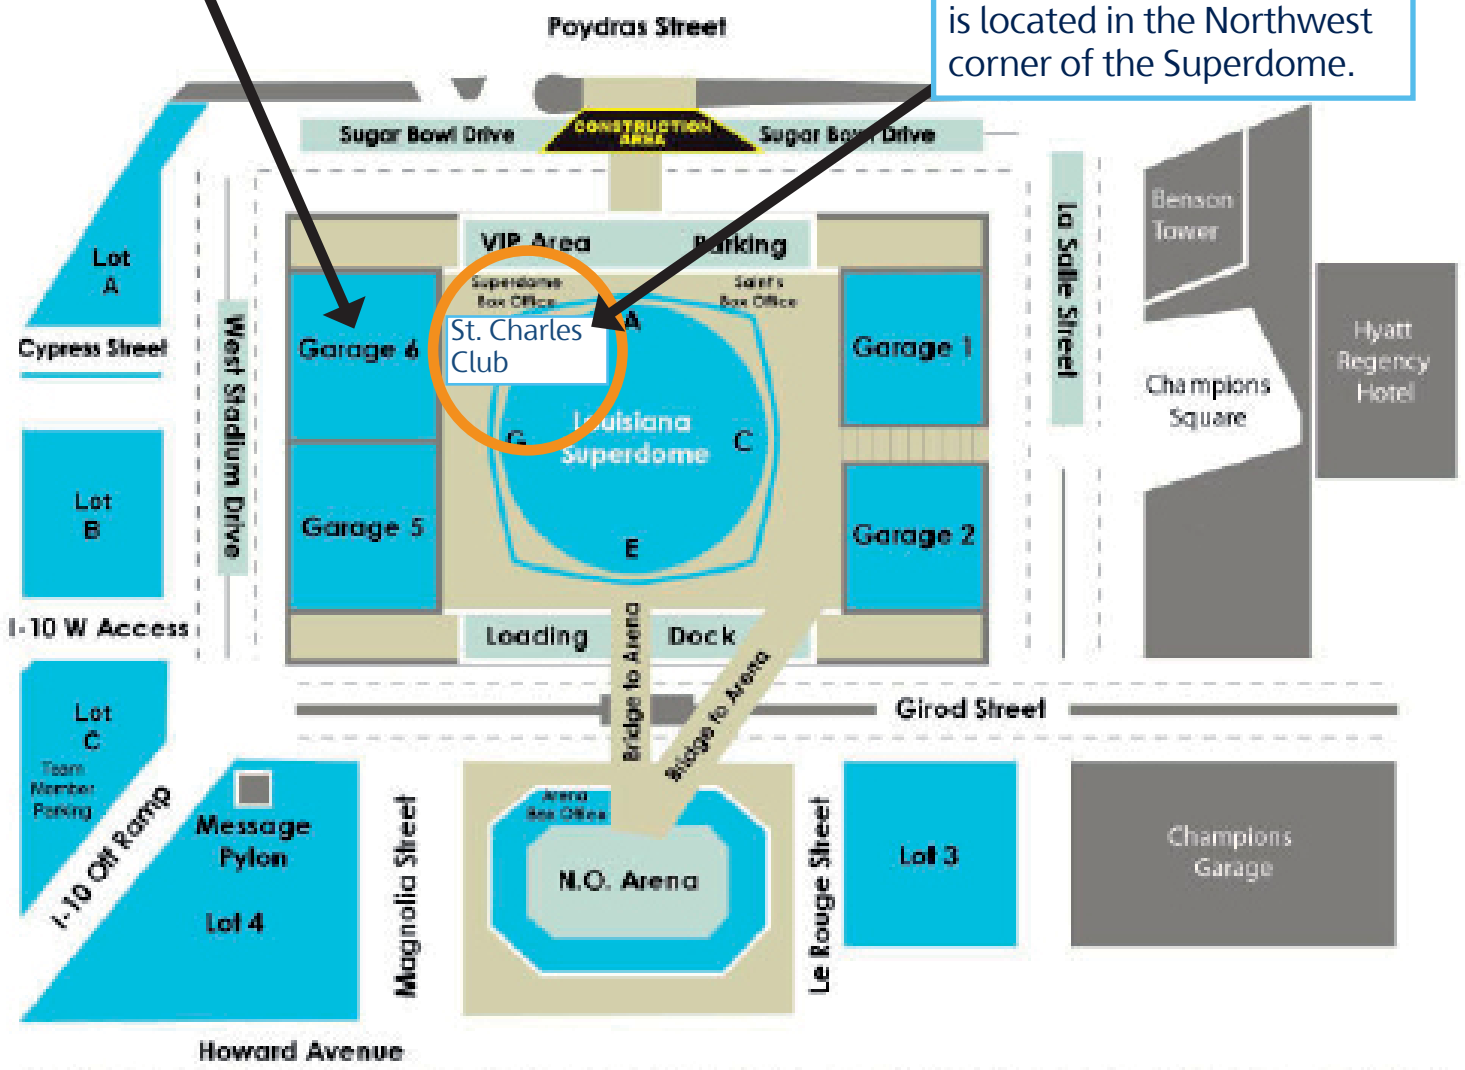 Poydras Street
is located in the Northwest
corner of the Superdome.
Sugar Bowl Drive
CONSTRUCTION
AREA
Sugar Bowl Drive
Lot
A
Cypress Street
West Stadium Drive
VIP Area
Parking
Superdome
Box Office
Saint's
Box Office
La Salle Street
Benson
Tower
Hyatt
Regency
Hotel
Champions
Square
Garage 6
St. Charles
Club
A
Garage 1
G
Louisiana
Superdome
C
Lot
B
Garage 5
E
Garage 2
I-10 W Access
Loading
Dock
Bridge to Arena
Bridge to Arena
Girod Street
Lot
C
Team
Member
Parking
I-10 Off Ramp
Message
Pylon
Lot 4
Magnolia Street
Arena
Box Office
N.O. Arena
Le Rouge Street
Lot 3
Champions
Garage
Howard Avenue